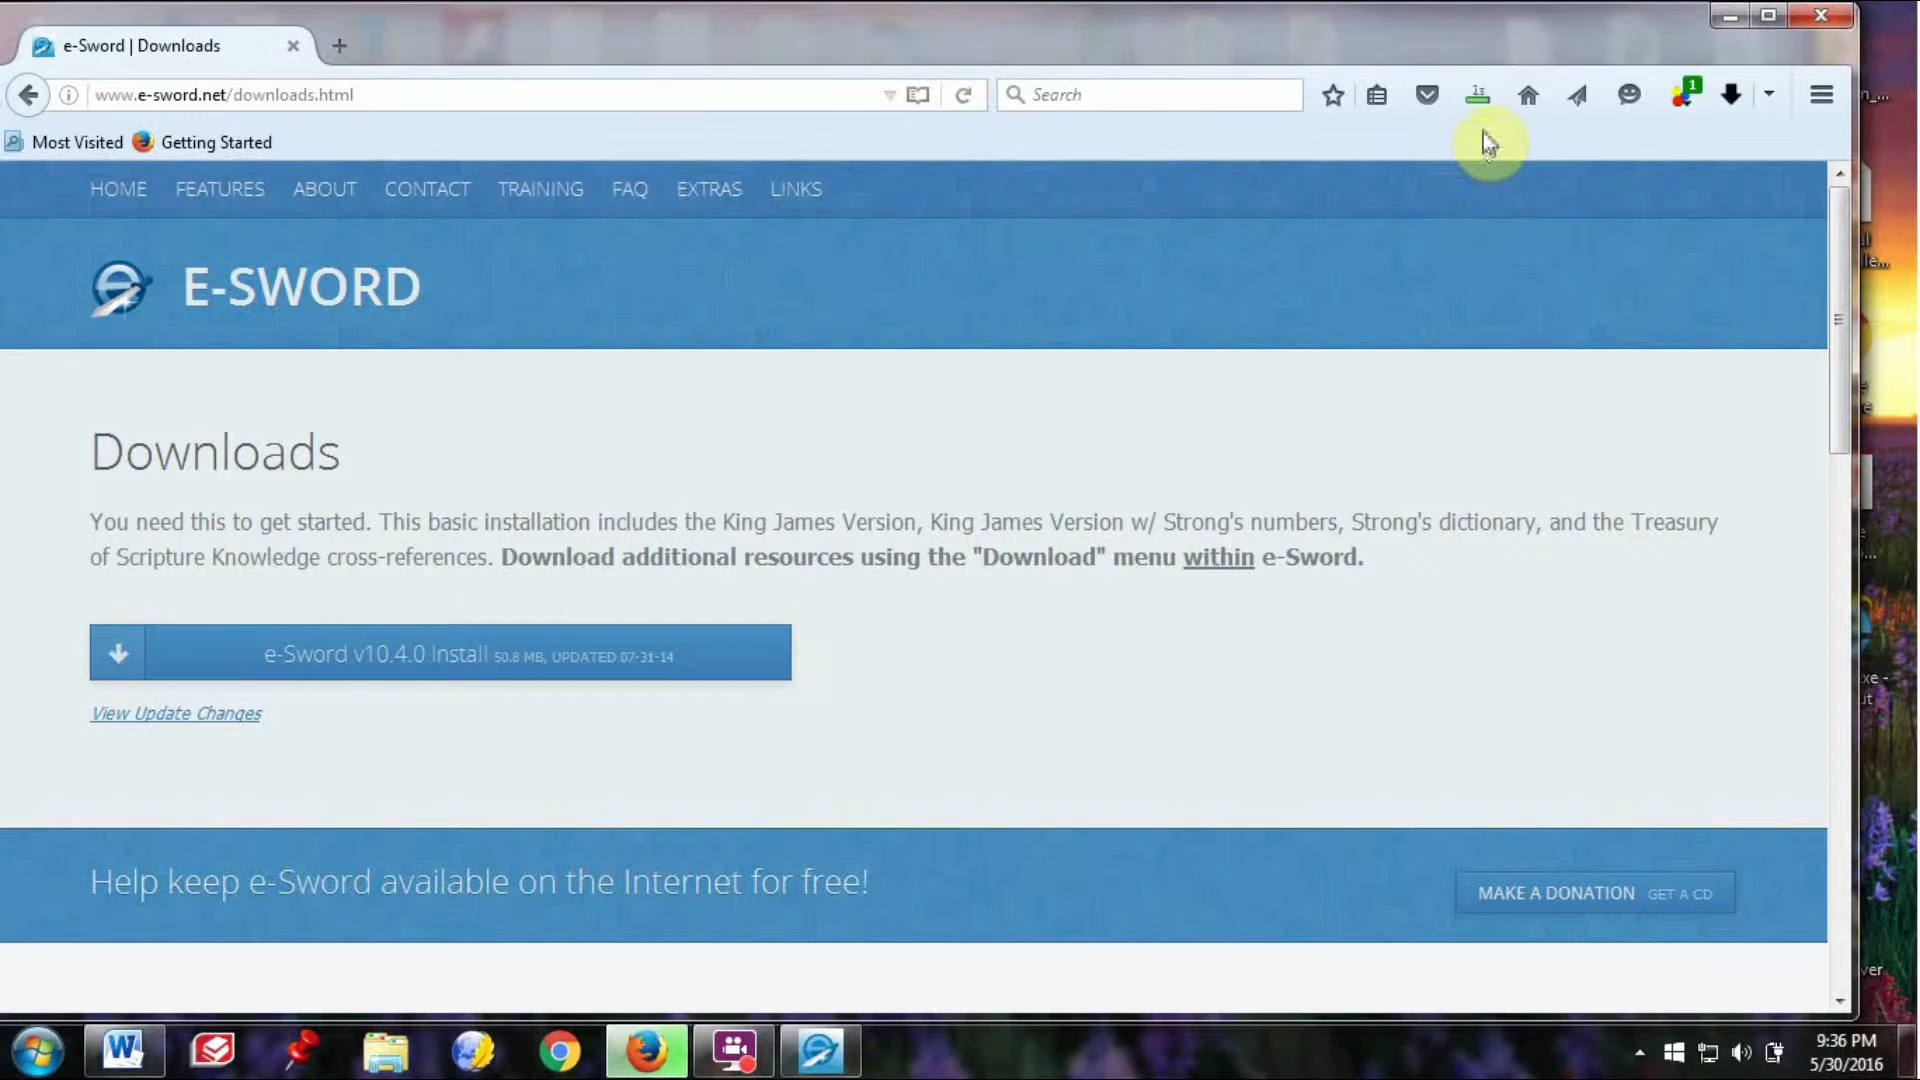 e-Sword | Downloads
www.e-sword.net/downloads.html
Search
1s
1
Most Visited
Getting Started
HOME FEATURES ABOUT CONTACT TRAINING FAQ EXTRAS LINKS
E-SWORD
Downloads
You need this to get started. This basic installation includes the King James Version, King James Version w/ Strong's numbers, Strong's dictionary, and the Treasury
of Scripture Knowledge cross-references. Download additional resources using the "Download" menu within e-Sword.
e-Sword v10.4.0 Install 50.8 MB, UPDATED 07-31-14
View Update Changes
Help keep e-Sword available on the Internet for free!
MAKE A DONATION GET A CD
9:36 PM
5/30/2016